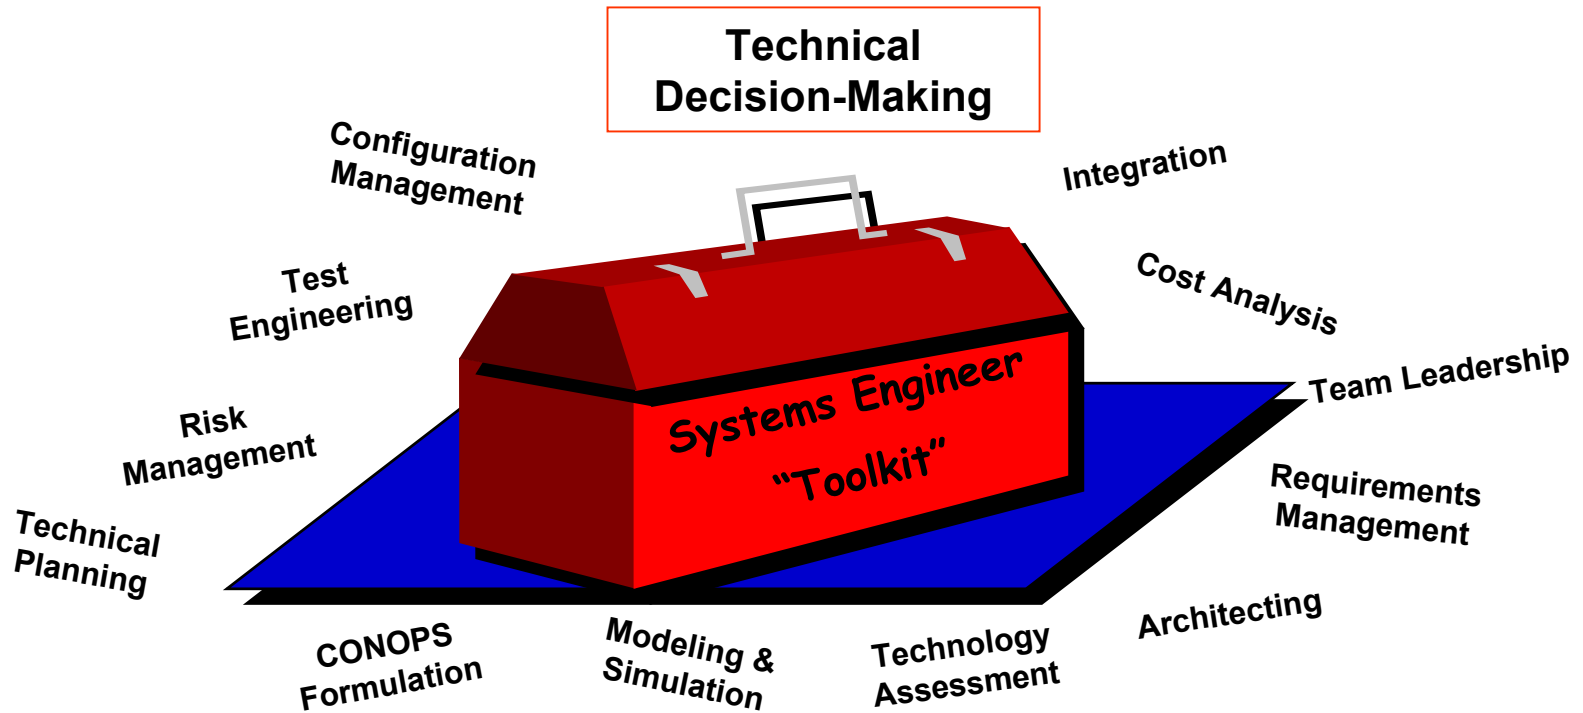 Technical
Decision-Making
Configuration
Management
Integration
Test
Engineering
Cost Analysis
Team Leadership
Systems Engineer
“Toolkit”
Risk
Management
Requirements
Management
Technical
Planning
Architecting
CONOPS
Formulation
Modeling &
Simulation
Technology
Assessment